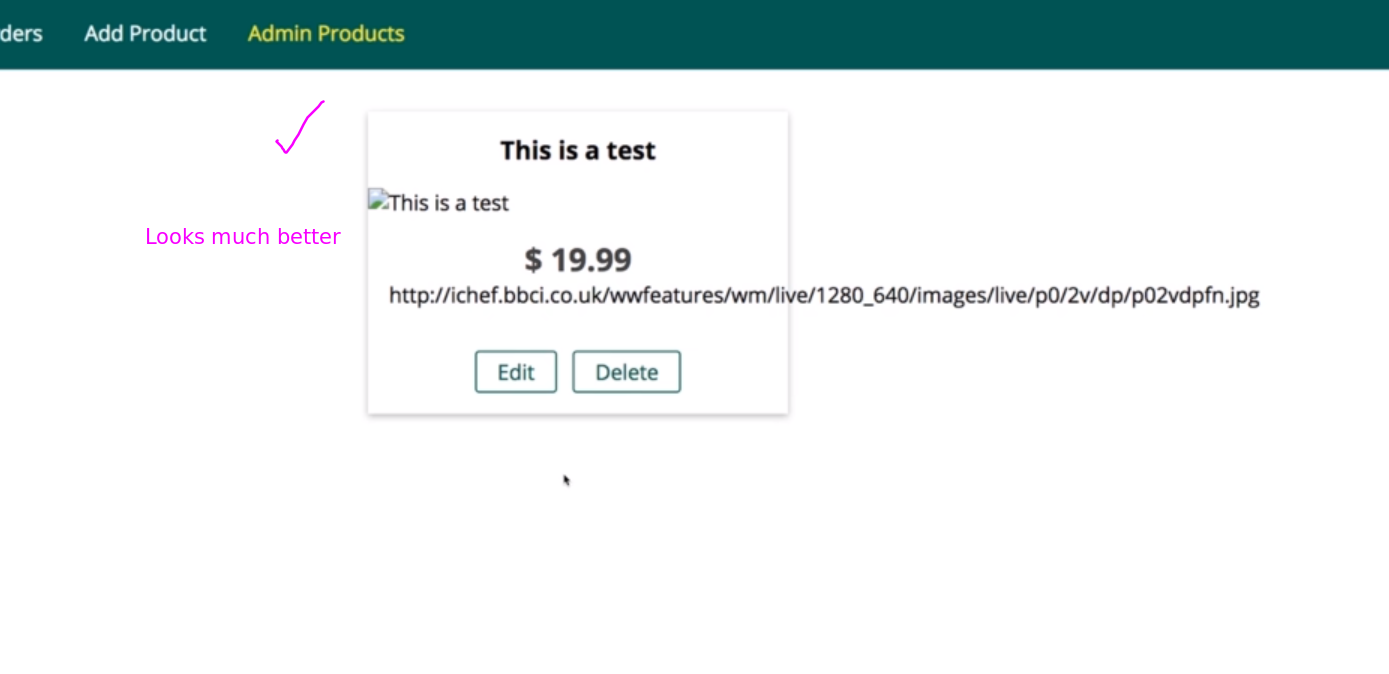 ders Add Product Admin Products
This is a test
This is a test
Looks much better
$ 19.99
http://ichef.bbci.co.uk/wwfeatures/wm/live/1280_640/images/live/p0/2v/dp/p02vdpfn.jpg
Edit Delete